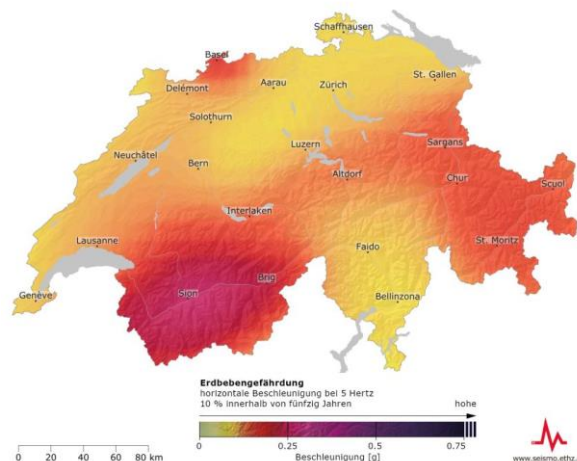 Schaffhausen
Basel
St. Gallen
Delémont
Aarau
Zürich
Solothurn
Neuchâtel
Bern
Luzern
Sargans
Altdorf
Chur
Scuol
Interlaken
Lausanne
Faido
St. Moritz
Genève
Sion
Brig
Bellinzona
Erdbebengefährdung
horizontale Beschleunigung bei 5 Hertz
10 % innerhalb von fünfzig Jahren
hohe
0 0.25 0.5 0.75
Beschleunigung [g]
0 20 40 60 80 km
www.seismo.ethz.